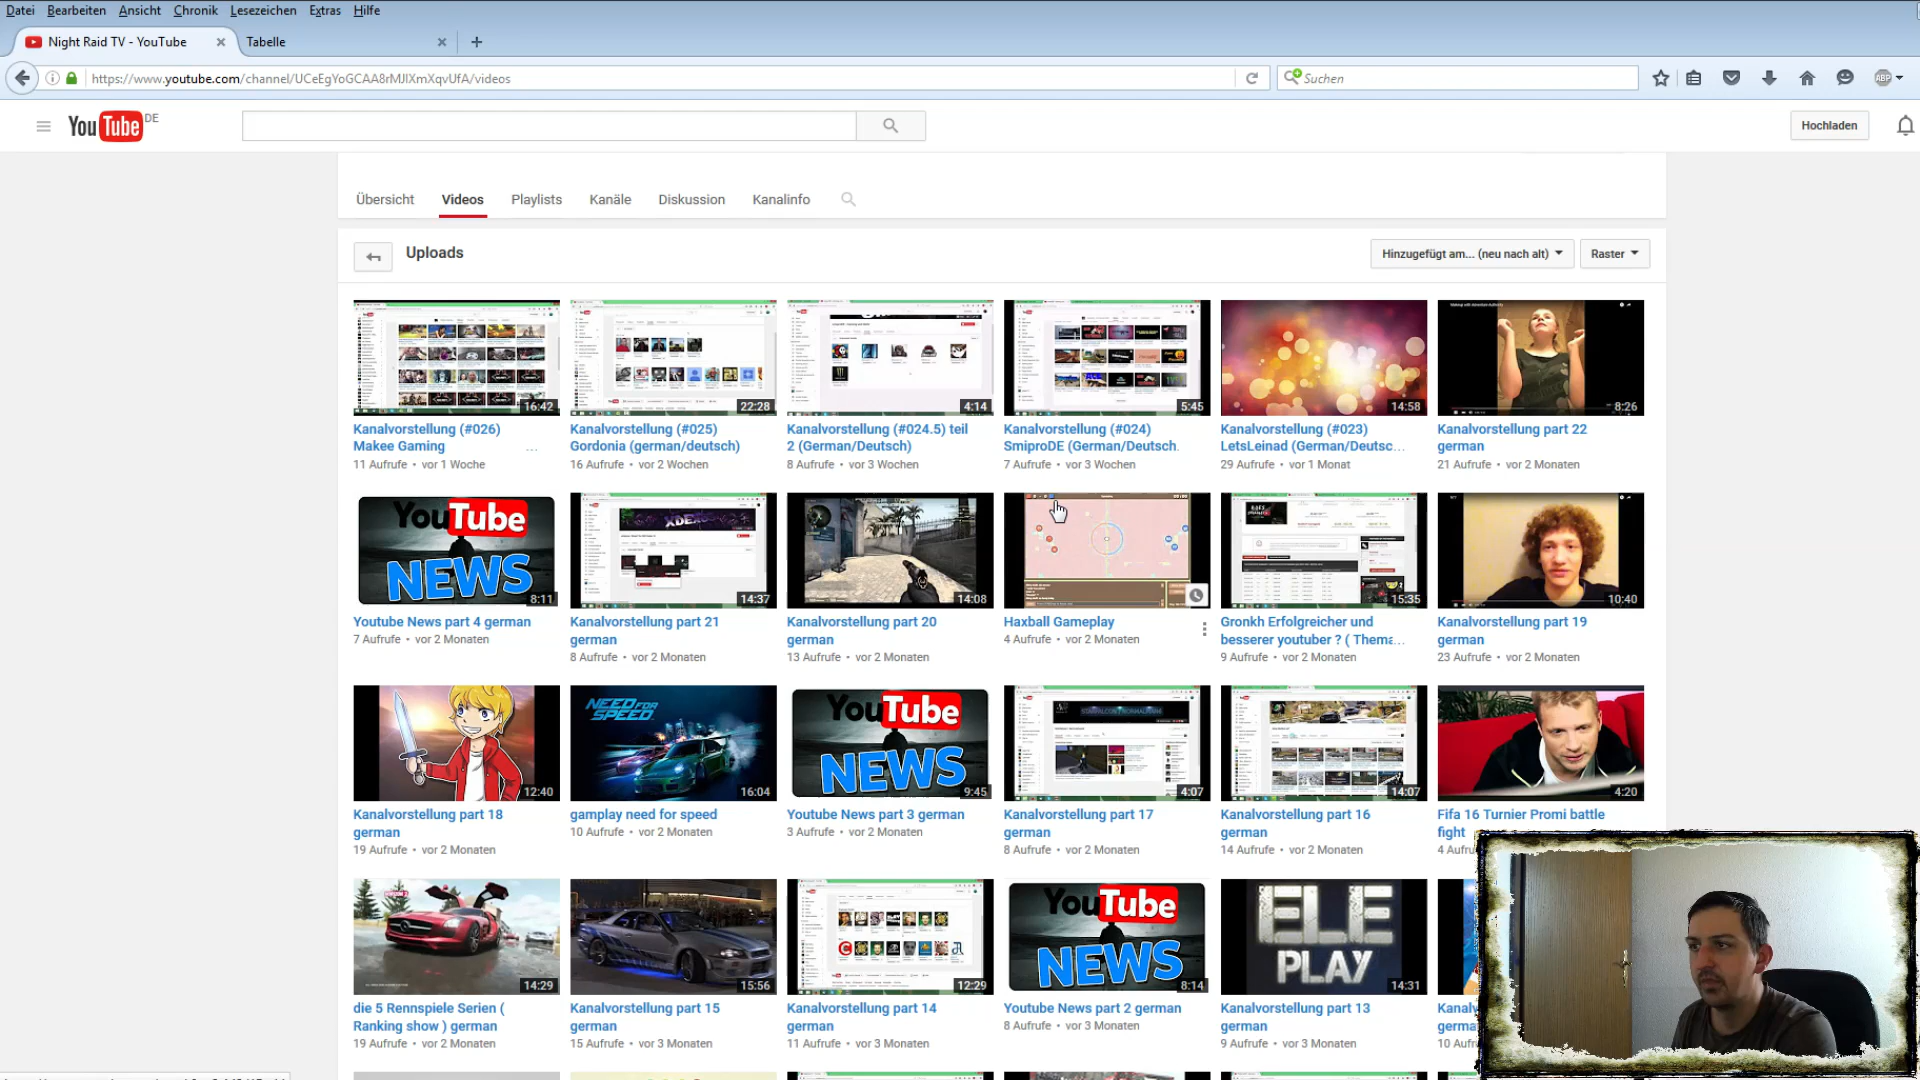 Datei Bearbeiten Ansicht Chronik Lesezeichen Extras Hilfe
Night Raid TV - YouTube
Tabelle
https://www.youtube.com/channel/UCeEgYoGCAA8rMJlXmXqvUfA/videos
Suchen
ABP
YouTube DE
Hochladen
Übersicht Videos Playlists Kanäle Diskussion Kanalinfo
Uploads
Hinzugefügt am... (neu nach alt)
Raster
16:42
22:28
4:14
5:45
14:58
8:26
Kanalvorstellung (#026)
Makee Gaming ...
11 Aufrufe • vor 1 Woche
Kanalvorstellung (#025)
Gordonia (german/deutsch)
16 Aufrufe • vor 2 Wochen
Kanalvorstellung (#024.5) teil
2 (German/Deutsch)
8 Aufrufe • vor 3 Wochen
Kanalvorstellung (#024)
SmiproDE (German/Deutsch.
7 Aufrufe • vor 3 Wochen
Kanalvorstellung (#023)
LetsLeinad (German/Deutsc...
29 Aufrufe • vor 1 Monat
Kanalvorstellung part 22
german
21 Aufrufe • vor 2 Monaten
YouTube
NEWS
8:11
14:37
14:08
15:35
10:40
Youtube News part 4 german
7 Aufrufe • vor 2 Monaten
Kanalvorstellung part 21
german
8 Aufrufe • vor 2 Monaten
Kanalvorstellung part 20
german
13 Aufrufe • vor 2 Monaten
Haxball Gameplay
4 Aufrufe • vor 2 Monaten
Gronkh Erfolgreicher und
besserer youtuber ? ( Thema...
9 Aufrufe • vor 2 Monaten
Kanalvorstellung part 19
german
23 Aufrufe • vor 2 Monaten
NEED FOR
SPEED
YouTube
NEWS
12:40
16:04
9:45
4:07
14:07
4:20
Kanalvorstellung part 18
german
19 Aufrufe • vor 2 Monaten
gamplay need for speed
10 Aufrufe • vor 2 Monaten
Youtube News part 3 german
3 Aufrufe • vor 2 Monaten
Kanalvorstellung part 17
german
8 Aufrufe • vor 2 Monaten
Kanalvorstellung part 16
german
14 Aufrufe • vor 2 Monaten
Fifa 16 Turnier Promi battle
fight
4 Aufru
YouTube
NEWS
ELE
PLAY
14:29
15:56
12:29
8:14
14:31
die 5 Rennspiele Serien (
Ranking show ) german
19 Aufrufe • vor 2 Monaten
Kanalvorstellung part 15
german
15 Aufrufe • vor 3 Monaten
Kanalvorstellung part 14
german
11 Aufrufe • vor 3 Monaten
Youtube News part 2 german
8 Aufrufe • vor 3 Monaten
Kanalvorstellung part 13
german
9 Aufrufe • vor 3 Monaten
Kanalv
germa
10 Auf